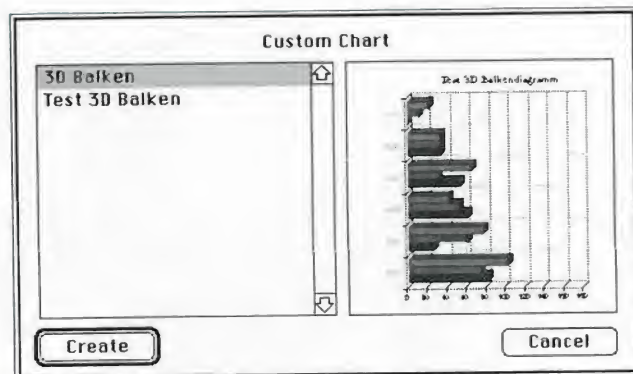 Custom Chart
3D Balken
Test 3D Balken
Test 3D Balkendiagramm
Create
Cancel